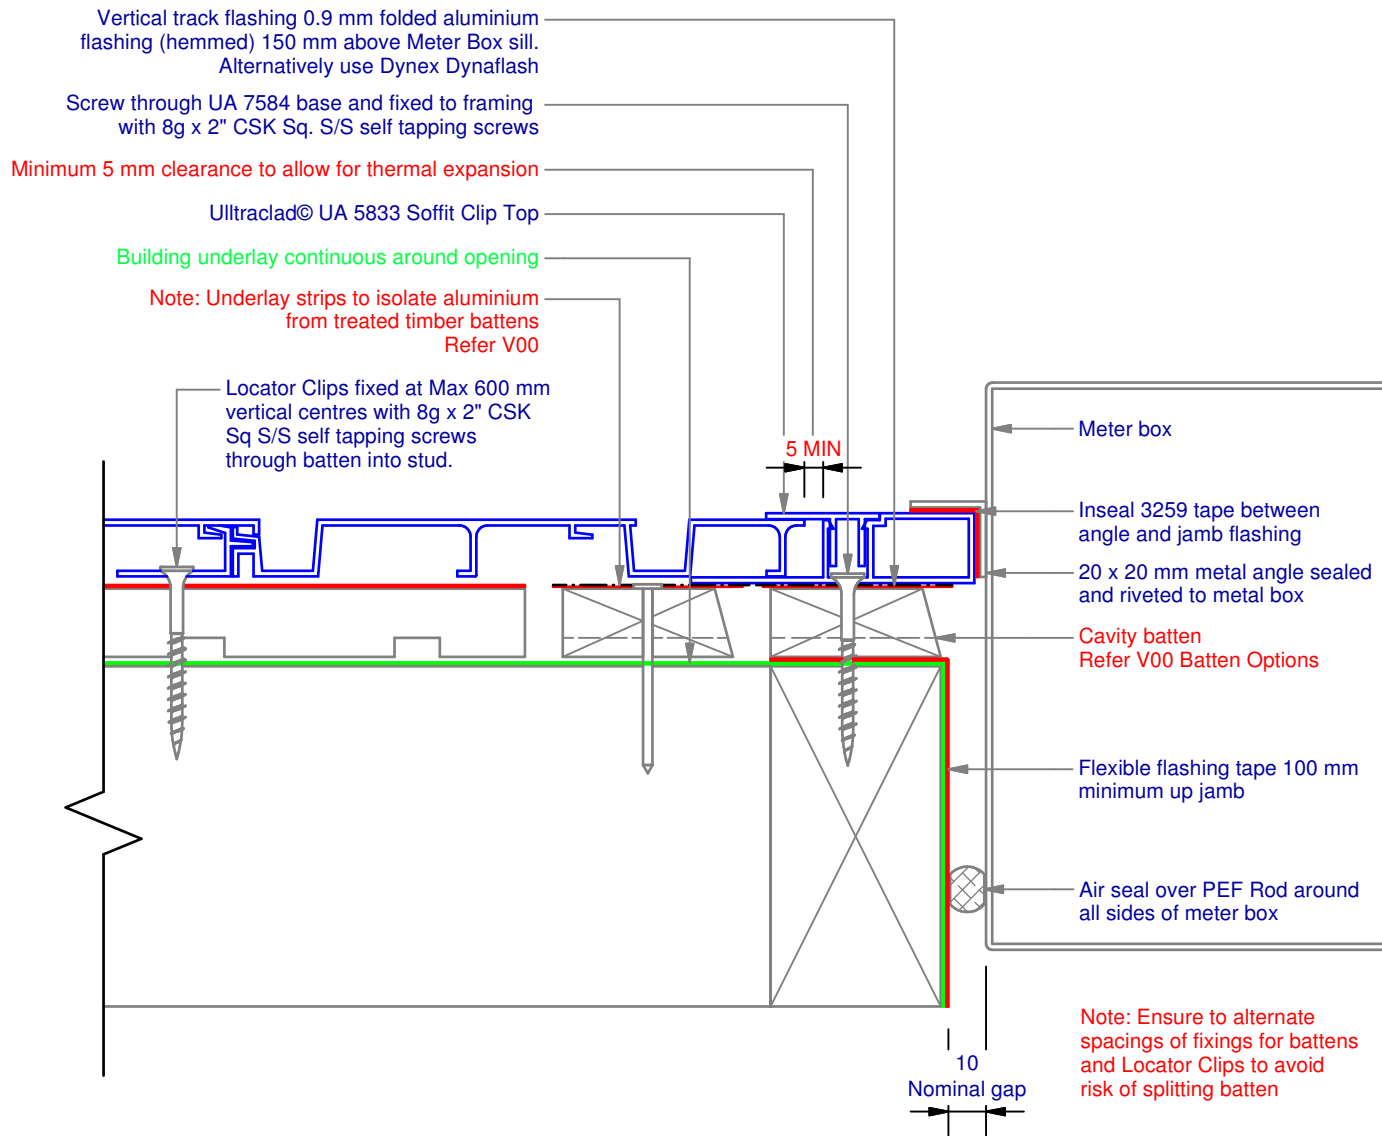 Vertical track flashing 0.9 mm folded aluminium
flashing (hemmed) 150 mm above Meter Box sill.
Alternatively use Dynex Dynaflash
Screw through UA 7584 base and fixed to framing
with 8g x 2" CSK Sq. S/S self tapping screws
Minimum 5 mm clearance to allow for thermal expansion
Ulltraclad© UA 5833 Soffit Clip Top
Building underlay continuous around opening
Note: Underlay strips to isolate aluminium
from treated timber battens
Refer V00
Locator Clips fixed at Max 600 mm
vertical centres with 8g x 2" CSK
Sq S/S self tapping screws
through batten into stud.
5 MIN
Meter box
Inseal 3259 tape between
angle and jamb flashing
20 x 20 mm metal angle sealed
and riveted to metal box
Cavity batten
Refer V00 Batten Options
Flexible flashing tape 100 mm
minimum up jamb
Air seal over PEF Rod around
all sides of meter box
Note: Ensure to alternate
spacings of fixings for battens
and Locator Clips to avoid
risk of splitting batten
10
Nominal gap